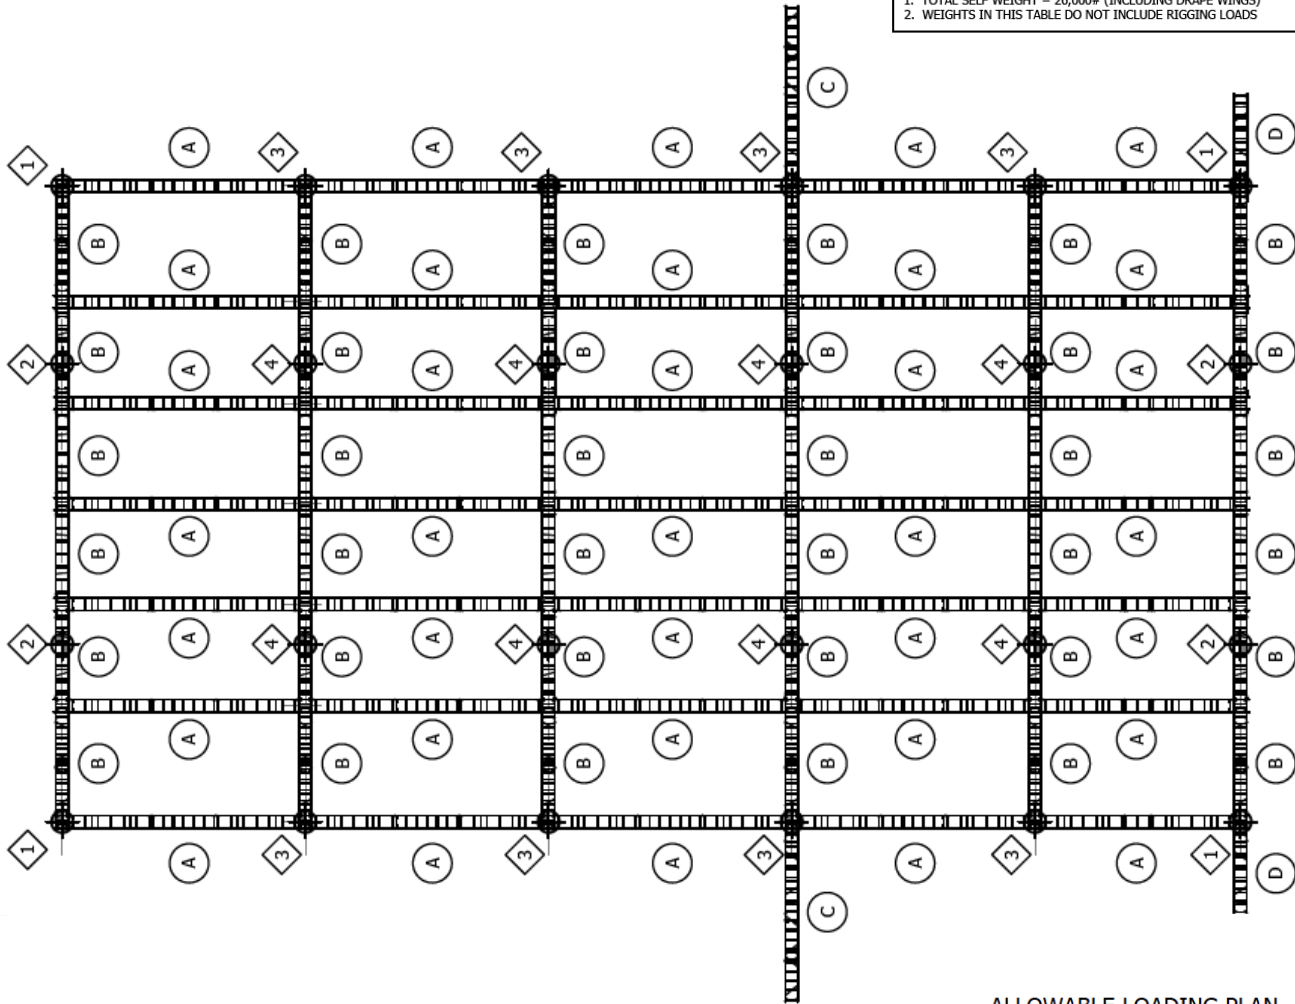 1. TOTAL SELF WEIGHT = (INCLUDING DRAPE WINGS)
2. WEIGHTS IN THIS TABLE DO NOT INCLUDE RIGGING LOADS
C
1 A 3 A 3 A 3 A 3 A 1 D
B B B B B B
A A A A A
2 B 4 B 4 B 4 B 4 B 2 B
A A A A A
B B B B B B
A A A A A
B B B B B B
A A A A A
2 B 4 B 4 B 4 B 4 B 2 B
A A A A A
B B B B B B
1 A 3 A 3 A 3 A 3 A 1 D
C
ALLOWABLE LOADING PLAN